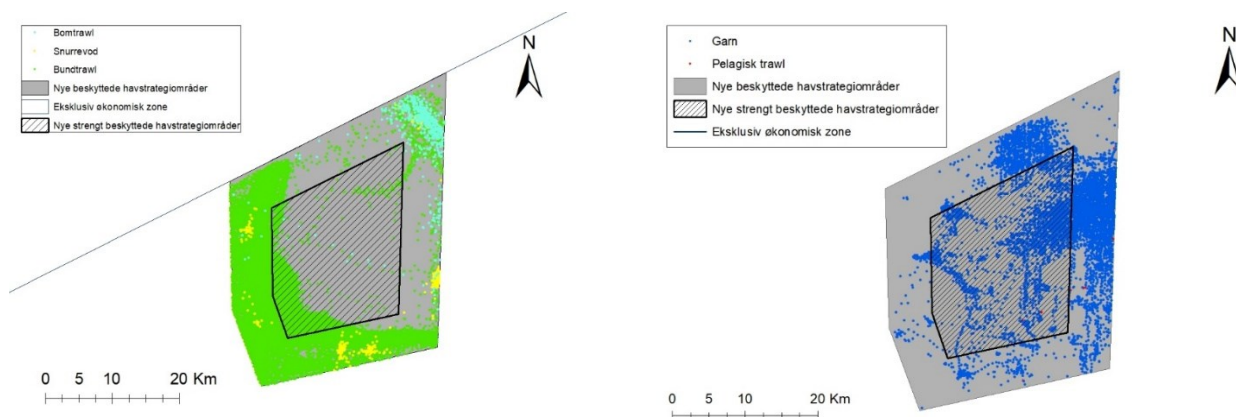 Bomtrawl
Snurrevod
Bundtrawl
Nye beskyttede havstrategiområder
Eksklusiv økonomisk zone
Nye strengt beskyttede havstrategiområder
N
0 5 10 20 Km
Garn
Pelagisk trawl
Nye beskyttede havstrategiområder
Nye strengt beskyttede havstrategiområder
Eksklusiv økonomisk zone
N
0 5 10 20 Km